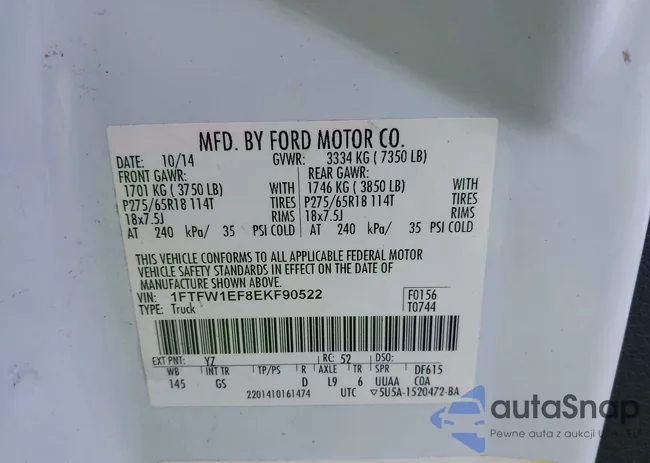 MFD. BY FORD MOTOR CO.
DATE: 10/14 GVWR: 3334 KG ( 7350 LB)
FRONT GAWR: REAR GAWR:
1701 KG ( 3750 LB) WITH 1746 KG ( 3850 LB) WITH
P275/65R18 114T TIRES P275/65R18 114T TIRES
18x7.5J RIMS 18x7.5J RIMS
AT 240 kPa/ 35 PSI COLD AT 240 kPa/ 35 PSI COLD
THIS VEHICLE CONFORMS TO ALL APPLICABLE FEDERAL MOTOR
VEHICLE SAFETY STANDARDS IN EFFECT ON THE DATE OF
MANUFACTURE SHOWN ABOVE.
VIN: 1FTFW1EF8EKF90522 F0156
TYPE: Truck T0744
EXT PNT: YZ RC: 52 DSO:
WB INT TR TP/PS R AXLE TR SPR DF615
145 GS D L9 6 UUAA COA
2201410161474 UTC ▽5U5A-1520472-BA
autaSnap
Pewne auta z aukcji U